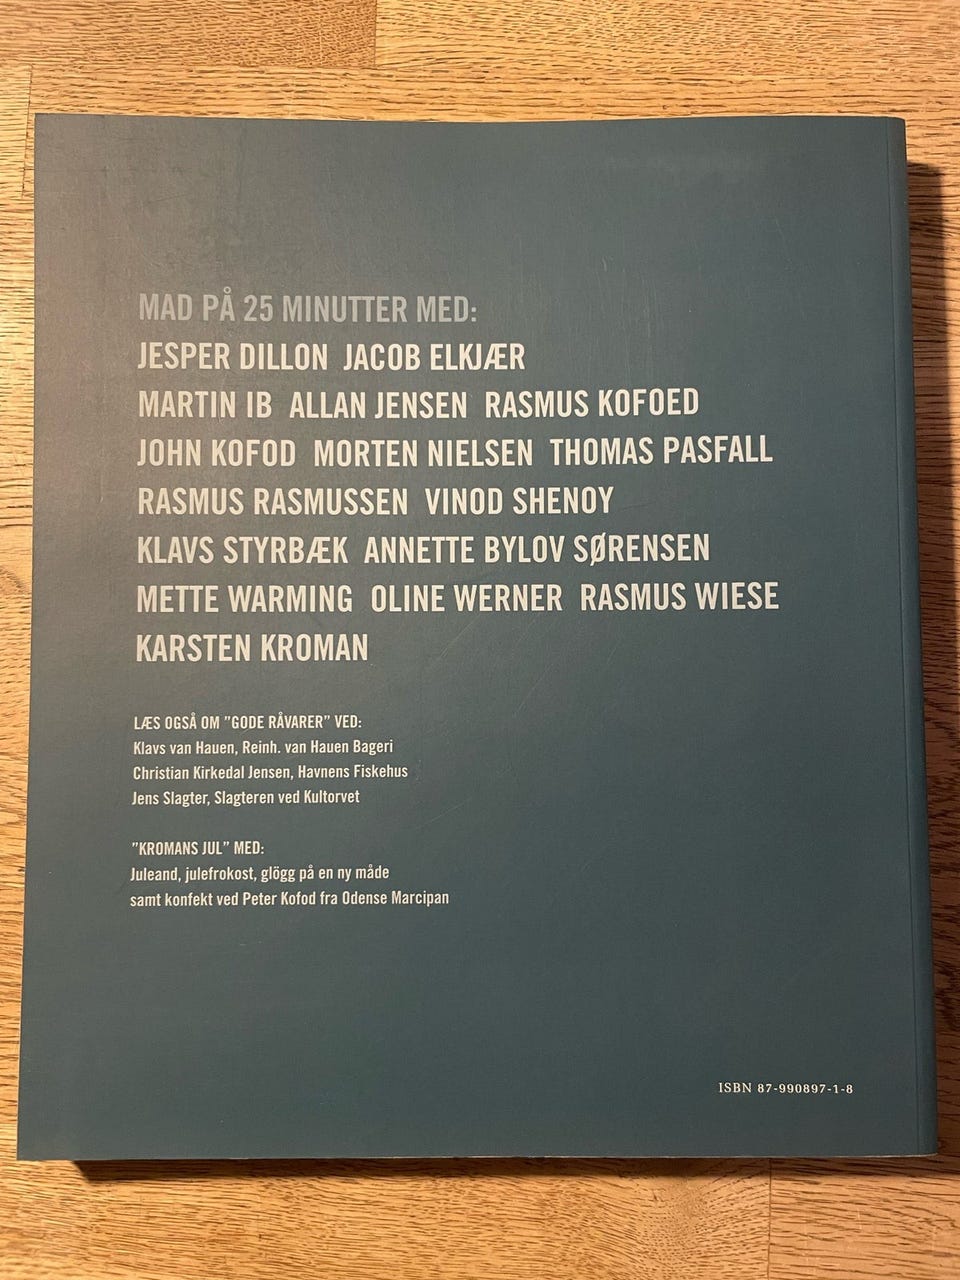 MAD PÅ 25 MINUTTER MED:
JESPER DILLON JACOB ELKJÆR
MARTIN IB ALLAN JENSEN RASMUS KOFOED
JOHN KOFOD MORTEN NIELSEN THOMAS PASFALL
RASMUS RASMUSSEN VINOD SHENOY
KLAVS STYRBÆK ANNETTE BYLOV SØRENSEN
METTE WARMING OLINE WERNER RASMUS WIESE
KARSTEN KROMAN
LÆS OGSÅ OM ”GODE RÅVARER” VED:
Klavs van Hauen, Reinh. van Hauen Bageri
Christian Kirkedal Jensen, Havnens Fiskehus
Jens Slagter, Slagteren ved Kultorvet
”KROMANS JUL” MED:
Juleand, julefrokost, glögg på en ny måde
samt konfekt ved Peter Kofod fra Odense Marcipan
ISBN 87-990897-1-8